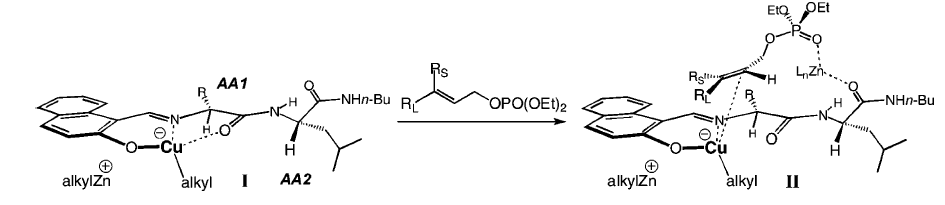 EtO OEt
P
O O
R_S
L_nZn
R_S H
R_L
AA1
R
O
N H NHn-Bu
H O
⊖
O Cu
H
⊕
alkylZn alkyl I AA2
R_S
R_L OPO(OEt)_2
R
O
N H
N NHn-Bu
H O
⊖
O Cu
H
⊕
alkylZn alkyl II